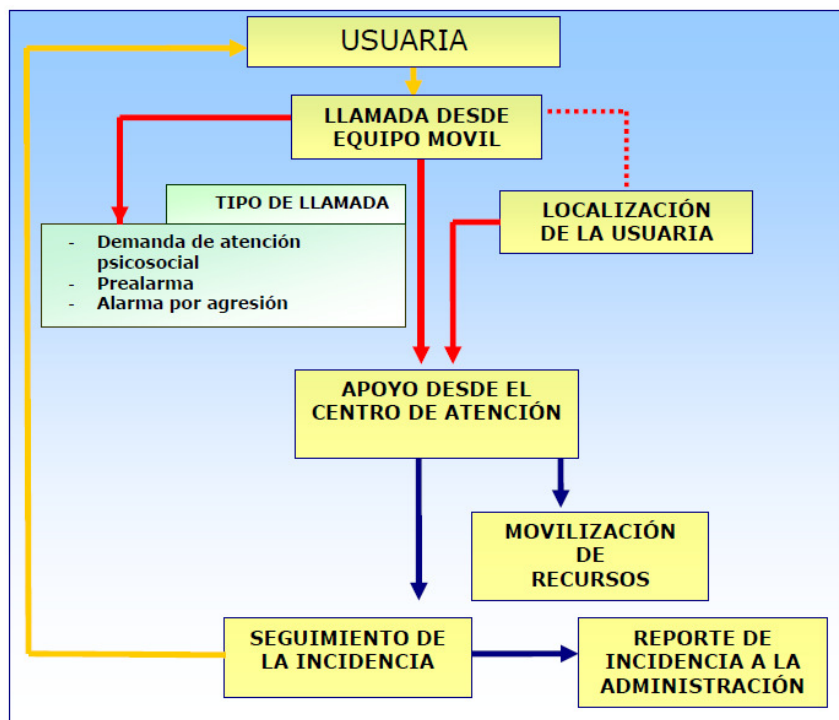 USUARIA
LLAMADA DESDE
EQUIPO MOVIL
TIPO DE LLAMADA
- Demanda de atención
psicosocial
- Prealarma
- Alarma por agresión
LOCALIZACIÓN
DE LA USUARIA
APOYO DESDE EL
CENTRO DE ATENCIÓN
MOVILIZACIÓN
DE
RECURSOS
SEGUIMIENTO DE
LA INCIDENCIA
REPORTE DE
INCIDENCIA A LA
ADMINISTRACIÓN